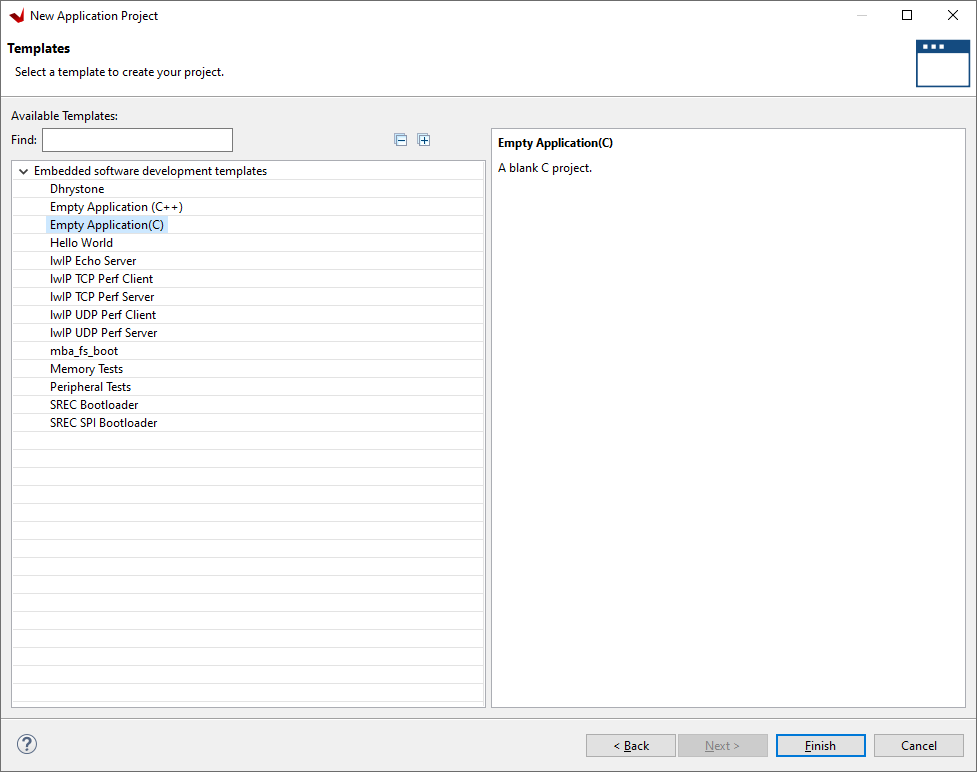 New Application Project
Templates
Select a template to create your project.
Available Templates:
Find:
Embedded software development templates
Dhrystone
Empty Application (C++)
Empty Application(C)
Hello World
lwIP Echo Server
lwIP TCP Perf Client
lwIP TCP Perf Server
lwIP UDP Perf Client
lwIP UDP Perf Server
mba_fs_boot
Memory Tests
Peripheral Tests
SREC Bootloader
SREC SPI Bootloader
Empty Application(C)
A blank C project.
?
< Back
Next >
Finish
Cancel